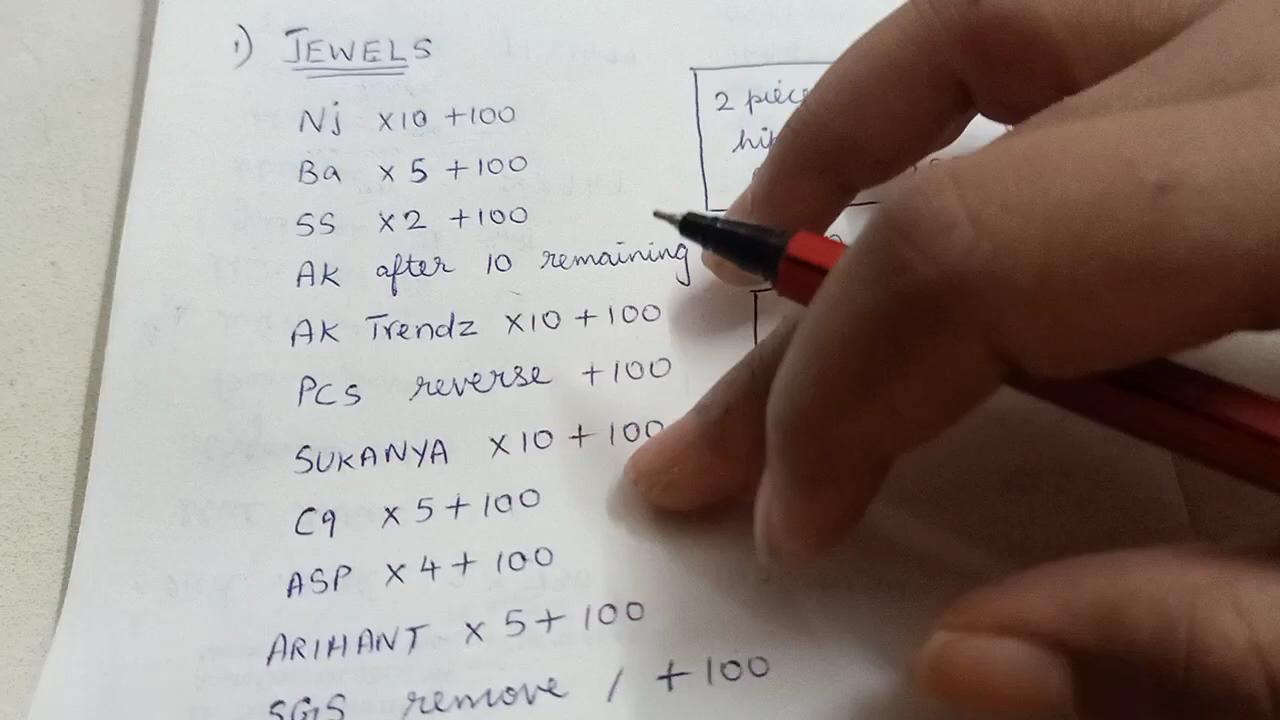 1) JEWELS
Nj x10 +100
Ba x 5 +100
SS x2 +100
AK after 10 remaining
AK Trendz x10 +100
PCS reverse +100
SUKANYA x10 +100
C9 x 5 +100
ASP x 4 + 100
ARIHANT x 5 + 100
SGS remove / +100
2